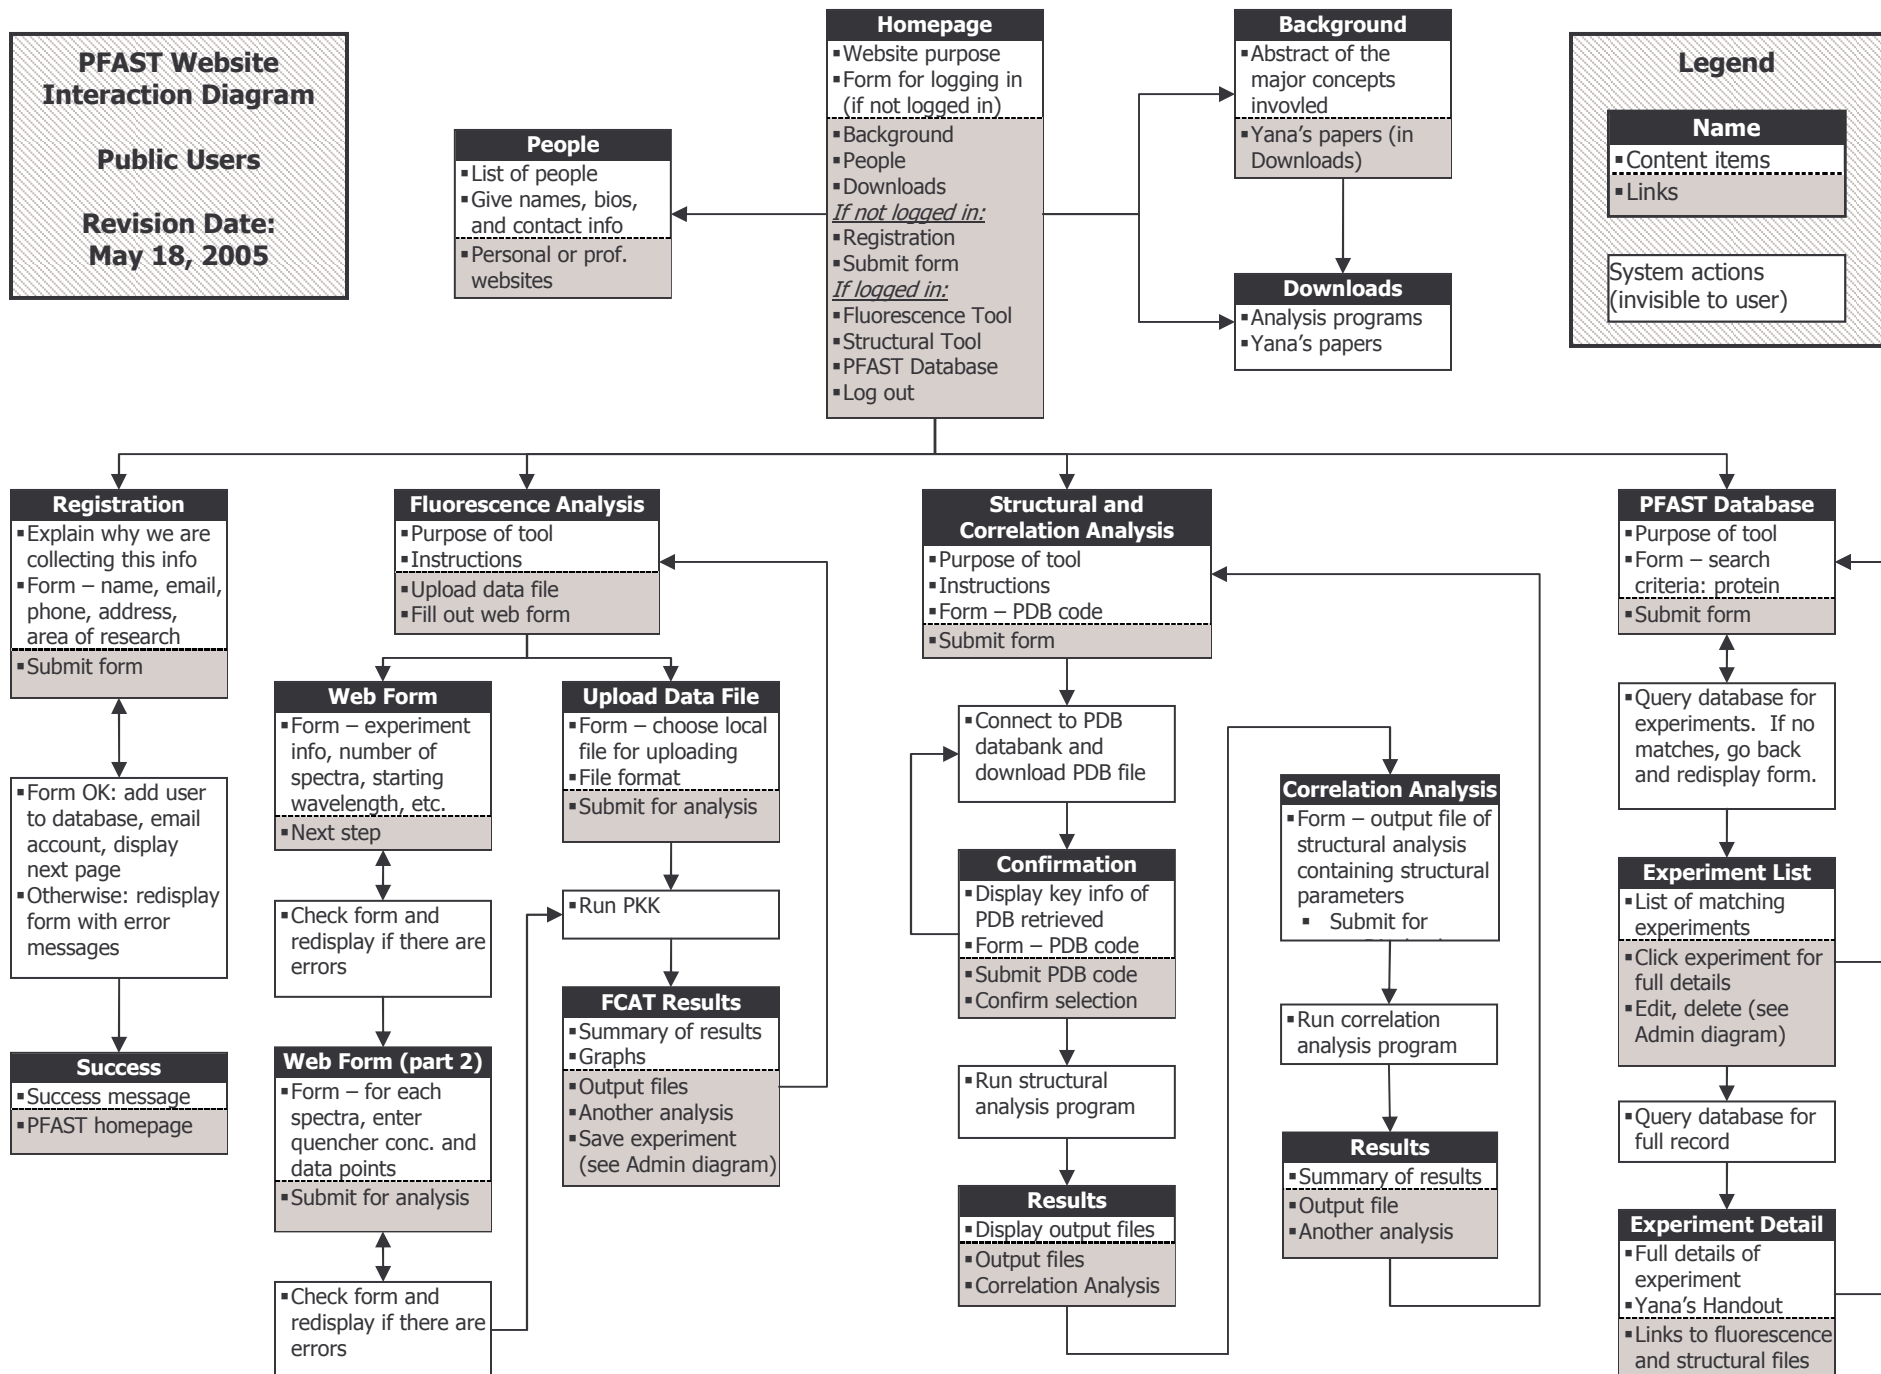 PFAST Website
Interaction Diagram
Public Users
Revision Date:
May 18, 2005
People
▪List of people
▪Give names, bios,
and contact info
▪Personal or prof.
websites
Homepage
▪Website purpose
▪Form for logging in
(if not logged in)
▪Background
▪People
▪Downloads
If not logged in:
▪Registration
▪Submit form
If logged in:
▪Fluorescence Tool
▪Structural Tool
▪PFAST Database
▪Log out
Background
▪Abstract of the
major concepts
invovled
▪Yana’s papers (in
Downloads)
Downloads
▪Analysis programs
▪Yana’s papers
Legend
Name
▪Content items
▪Links
System actions
(invisible to user)
Registration
▪Explain why we are
collecting this info
▪Form – name, email,
phone, address,
area of research
▪Submit form
▪Form OK: add user
to database, email
account, display
next page
▪Otherwise: redisplay
form with error
messages
Success
▪Success message
▪PFAST homepage
Fluorescence Analysis
▪Purpose of tool
▪Instructions
▪Upload data file
▪Fill out web form
Web Form
▪Form – experiment
info, number of
spectra, starting
wavelength, etc.
▪Next step
▪Check form and
redisplay if there are
errors
Web Form (part 2)
▪Form – for each
spectra, enter
quencher conc. and
data points
▪Submit for analysis
▪Check form and
redisplay if there are
errors
Upload Data File
▪Form – choose local
file for uploading
▪File format
▪Submit for analysis
▪Run PKK
FCAT Results
▪Summary of results
▪Graphs
▪Output files
▪Another analysis
▪Save experiment
(see Admin diagram)
Structural and
Correlation Analysis
▪Purpose of tool
▪Instructions
▪Form – PDB code
▪Submit form
▪Connect to PDB
databank and
download PDB file
Confirmation
▪Display key info of
PDB retrieved
▪Form – PDB code
▪Submit PDB code
▪Confirm selection
▪Run structural
analysis program
Results
▪Display output files
▪Output files
▪Correlation Analysis
Correlation Analysis
▪Form – output file of
structural analysis
containing structural
parameters
▪ Submit for
▪Run correlation
analysis program
Results
▪Summary of results
▪Output file
▪Another analysis
PFAST Database
▪Purpose of tool
▪Form – search
criteria: protein
▪Submit form
▪Query database for
experiments. If no
matches, go back
and redisplay form.
Experiment List
▪List of matching
experiments
▪Click experiment for
full details
▪Edit, delete (see
Admin diagram)
▪Query database for
full record
Experiment Detail
▪Full details of
experiment
▪Yana’s Handout
▪Links to fluorescence
and structural files